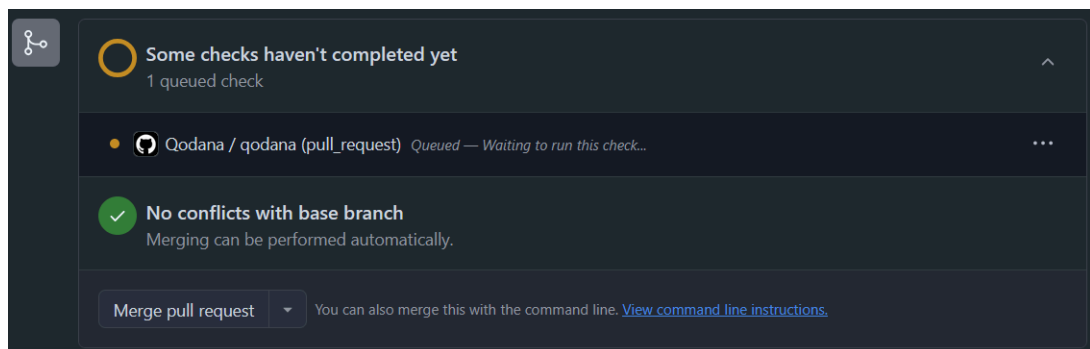 Some checks haven't completed yet
1 queued check
Qodana / qodana (pull_request) Queued — Waiting to run this check...
No conflicts with base branch
Merging can be performed automatically.
Merge pull request You can also merge this with the command line. View command line instructions.